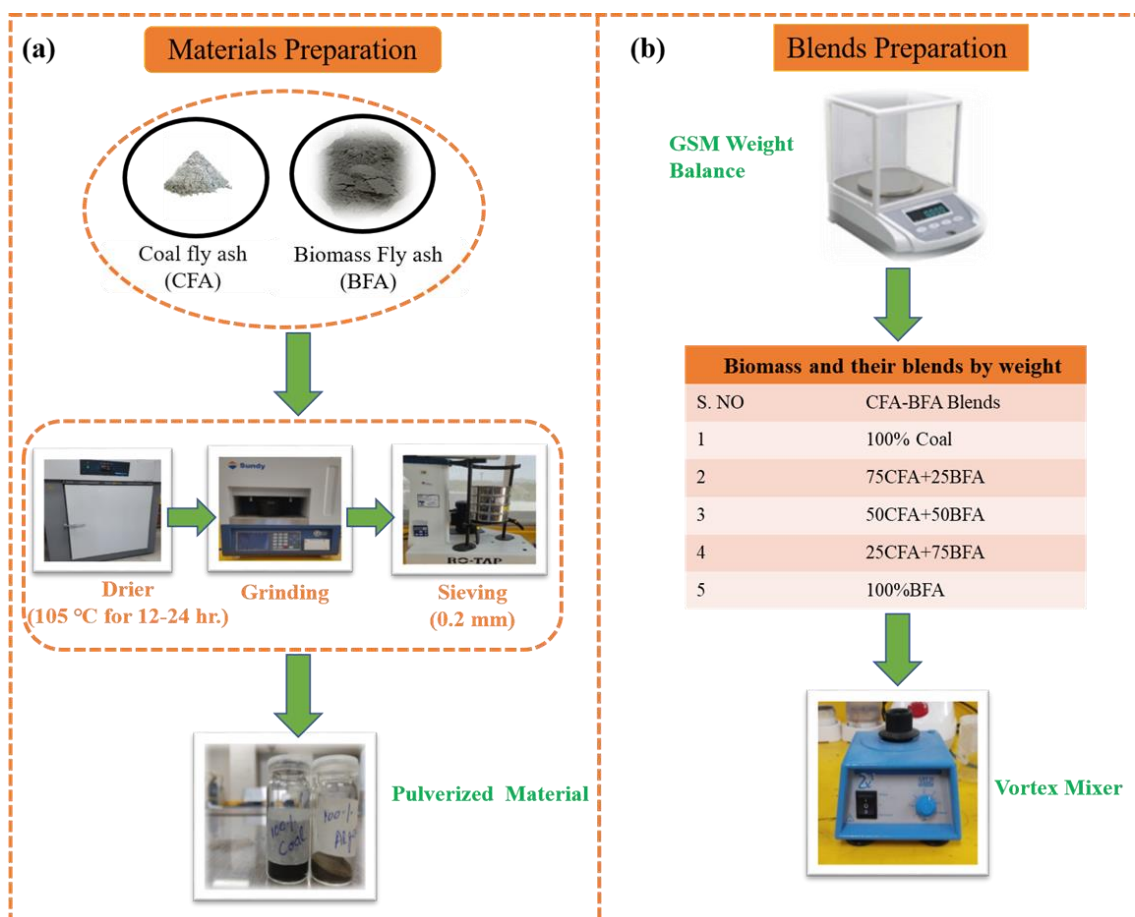 (a)
Materials Preparation
Coal fly ash
(CFA)
Biomass Fly ash
(BFA)
Sundy
RO-TAP
Drier
(105 °C for 12-24 hr.)
Grinding
Sieving
(0.2 mm)
100%
Coal
100%
Pulverized Material
(b)
Blends Preparation
GSM Weight
Balance
Biomass and their blends by weight
S. NO CFA-BFA Blends
1 100% Coal
2 75CFA+25BFA
3 50CFA+50BFA
4 25CFA+75BFA
5 100%BFA
Vortex Mixer